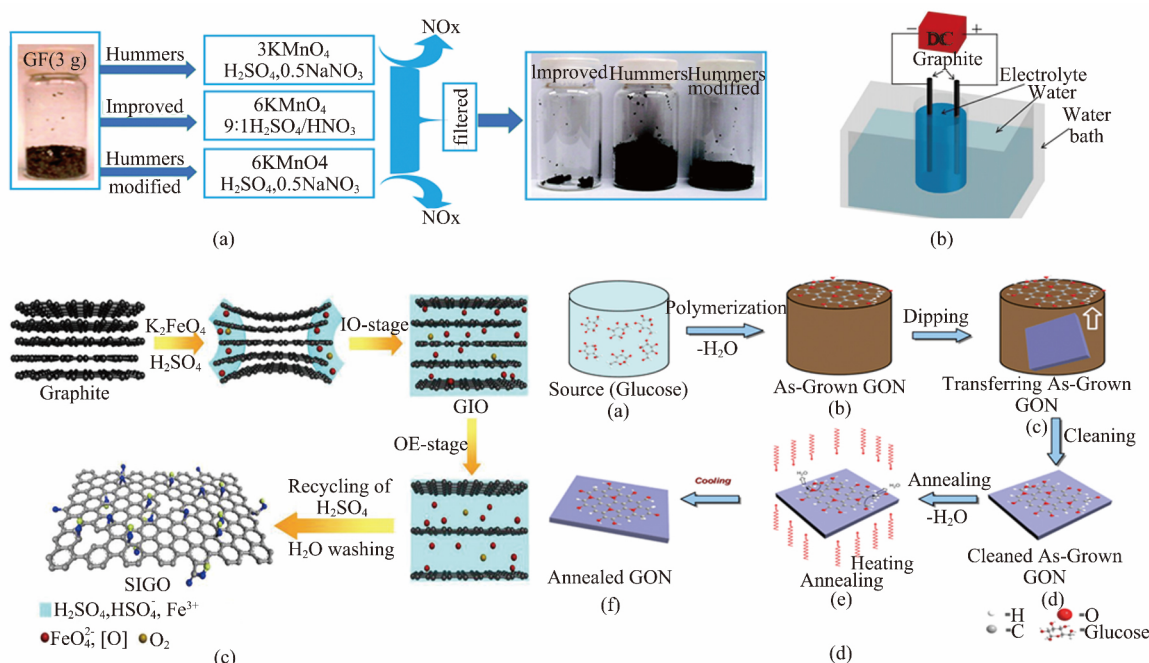 GF(3 g)
Hummers
3KMnO₄
H₂SO₄,0.5NaNO₃
Improved
6KMnO₄
9:1H₂SO₄/HNO₃
Hummers
modified
6KMnO4
H₂SO₄,0.5NaNO₃
NOx
NOx
filtered
Improved
Hummers
Hummers
modified
(a)
−
DC
+
Graphite
Electrolyte
Water
Water
bath
(b)
Graphite
K₂FeO₄
H₂SO₄
IO-stage
GIO
OE-stage
Recycling of
H₂SO₄
H₂O washing
SIGO
H₂SO₄,HSO₄⁻, Fe³⁺
FeO₄²⁻, [O]
O₂
(c)
Source (Glucose)
(a)
Polymerization
-H₂O
As-Grown GON
(b)
Dipping
Transferring As-Grown
GON
(c)
Cleaning
Cleaned As-Grown
GON
(d)
Annealing
-H₂O
H₂O
H₂O
Heating
Annealing
(e)
Cooling
Annealed GON
(f)
=H
=O
=C
=Glucose
(d)